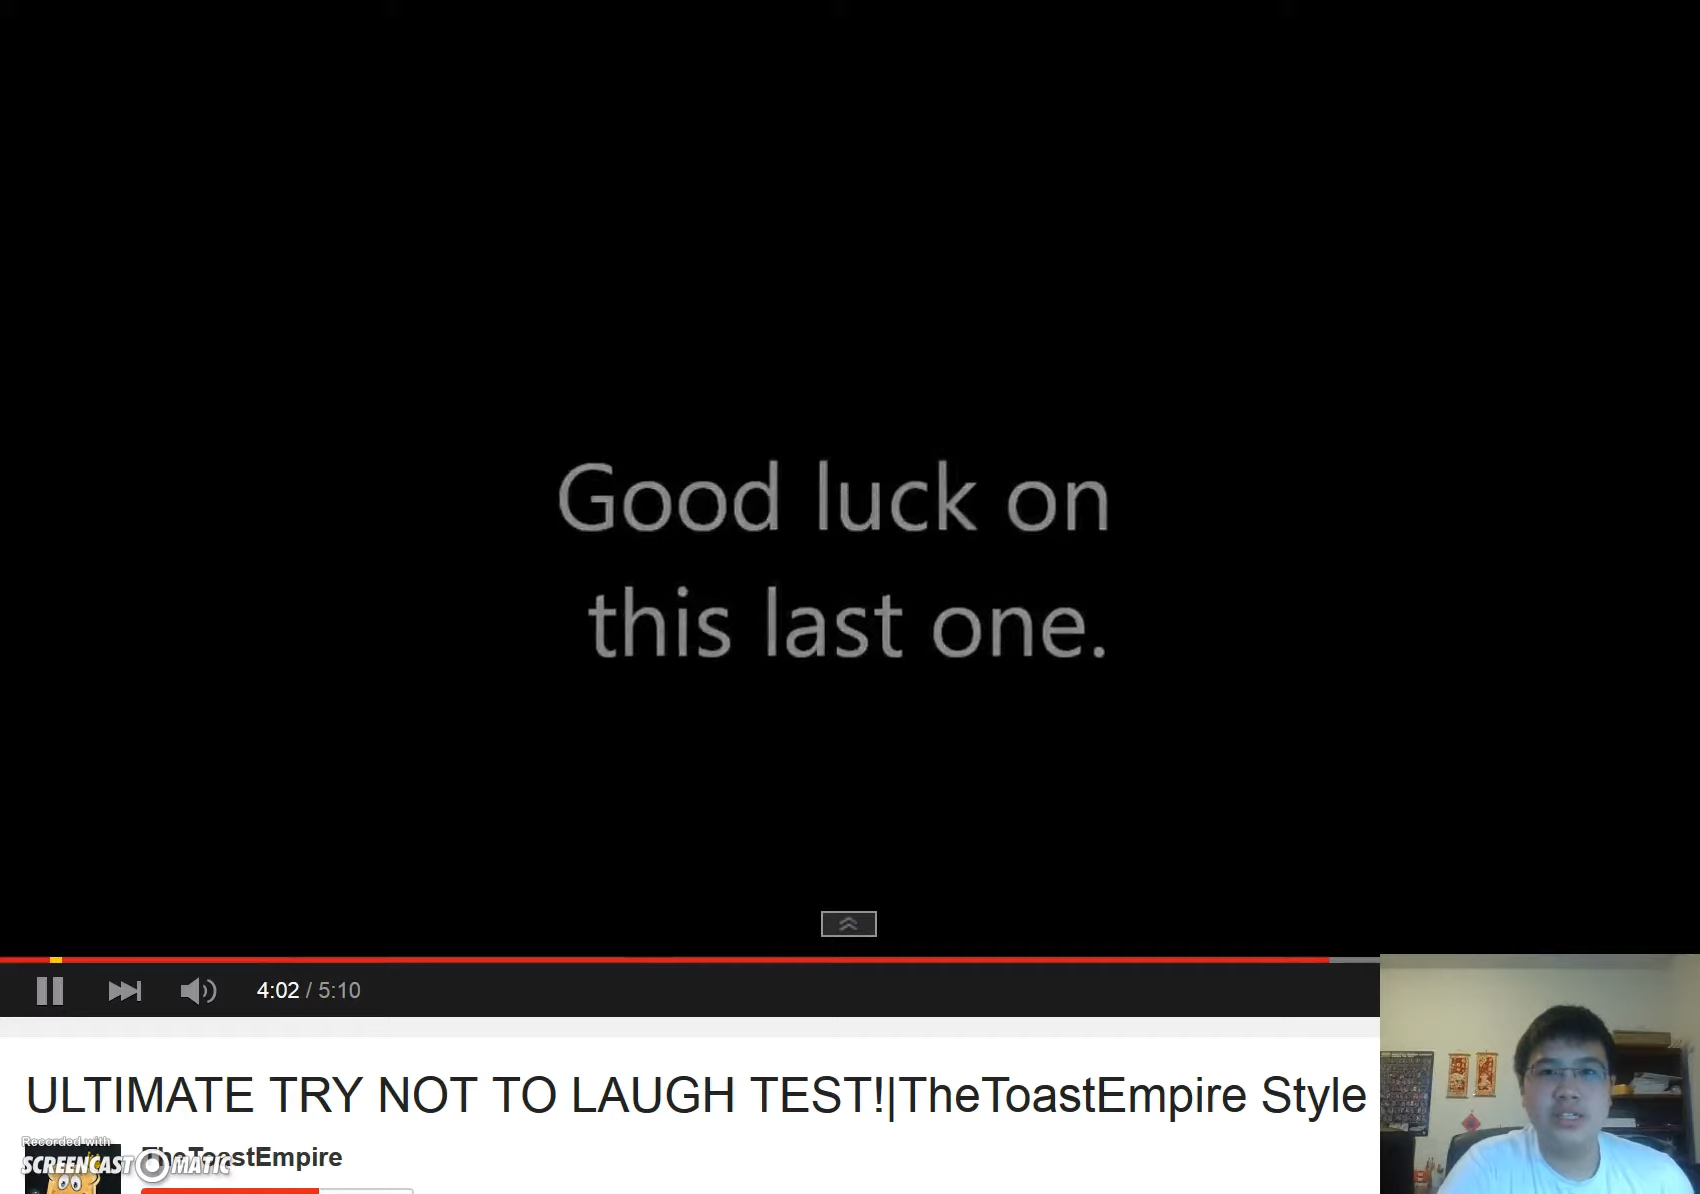 Good luck on
this last one.
4:02 / 5:10
ULTIMATE TRY NOT TO LAUGH TEST!|TheToastEmpire Style
TheToastEmpire
Recorded with
SCREENCAST MATIC